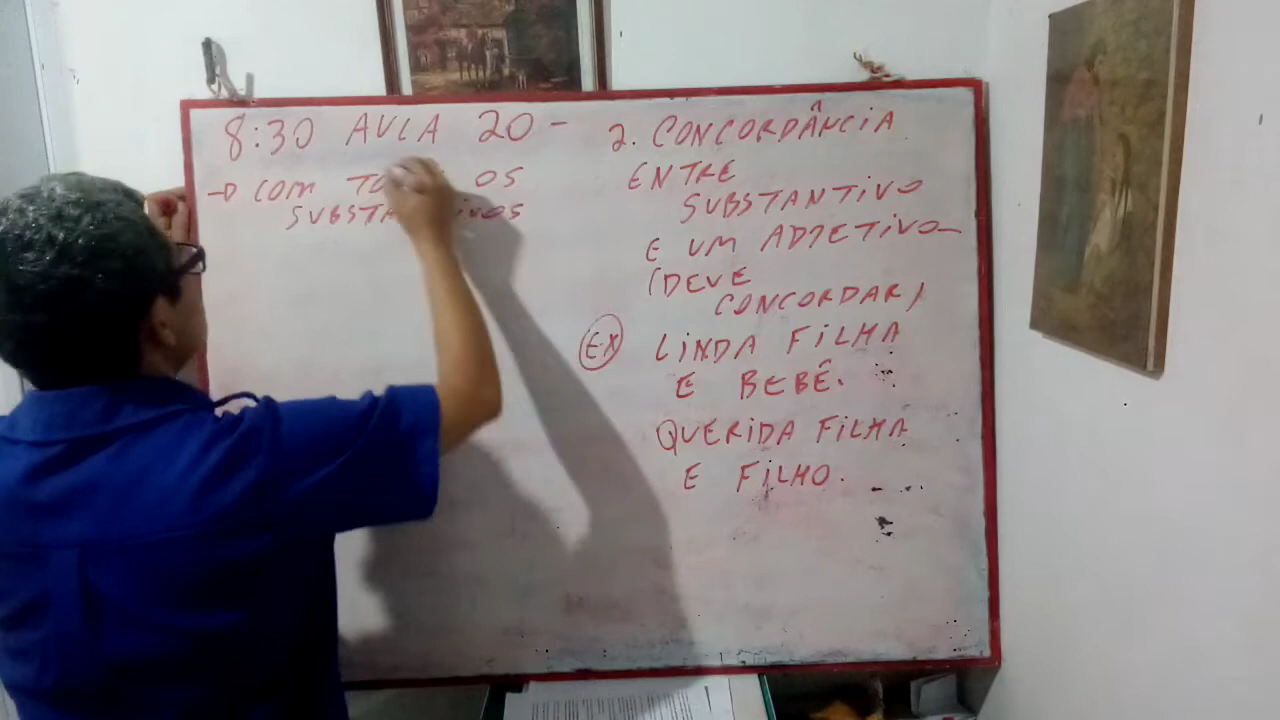 8:30 AULA 20 -
→ COM OS
SUBSTANTIVOS
2. CONCORDÂNCIA
ENTRE
SUBSTANTIVO
E UM ADJETIVO
(DEVE
CONCORDAR)
EX LINDA FILHA
E BEBÊ.
QUERIDA FILHA
E FILHO.